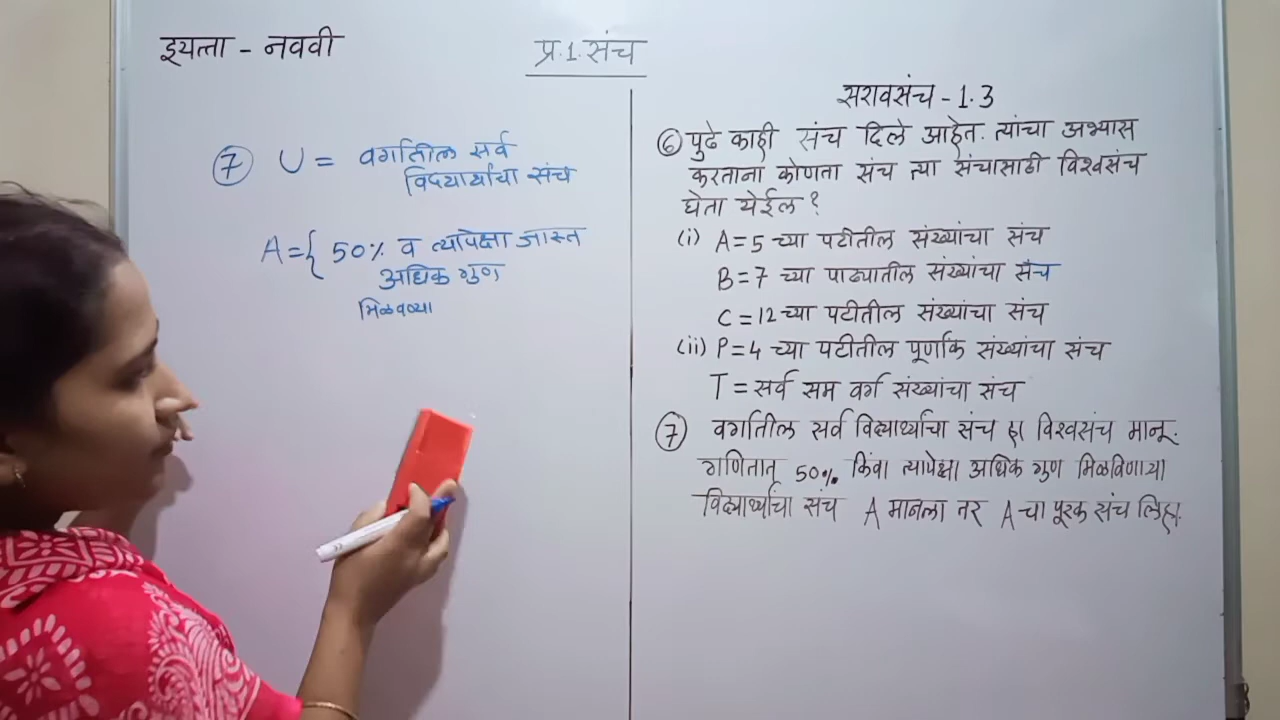 इयत्ता - नववी
प्र.1.संच
⑦ U = वर्गातील सर्व
विद्यार्थ्यांचा संच
A={ 50% व त्यापेक्षा जास्त
अधिक गुण
मिळवण्या
सरावसंच - 1.3
⑥ पुढे काही संच दिले आहेत. त्यांचा अभ्यास
करताना कोणता संच त्या संचासाठी विश्वसंच
घेता येईल ?
(i) A=5 च्या पटीतील संख्यांचा संच
B=7 च्या पाढ्यातील संख्यांचा संच
C=12 च्या पटीतील संख्यांचा संच
(ii) P=4 च्या पटीतील पूर्णांक संख्यांचा संच
T = सर्व सम वर्ग संख्यांचा संच
⑦ वर्गातील सर्व विद्यार्थ्यांचा संच हा विश्वसंच मानू.
गणितात 50% किंवा त्यापेक्षा अधिक गुण मिळविणाऱ्या
विद्यार्थ्यांचा संच A मानला तर A चा पूरक संच लिहा.